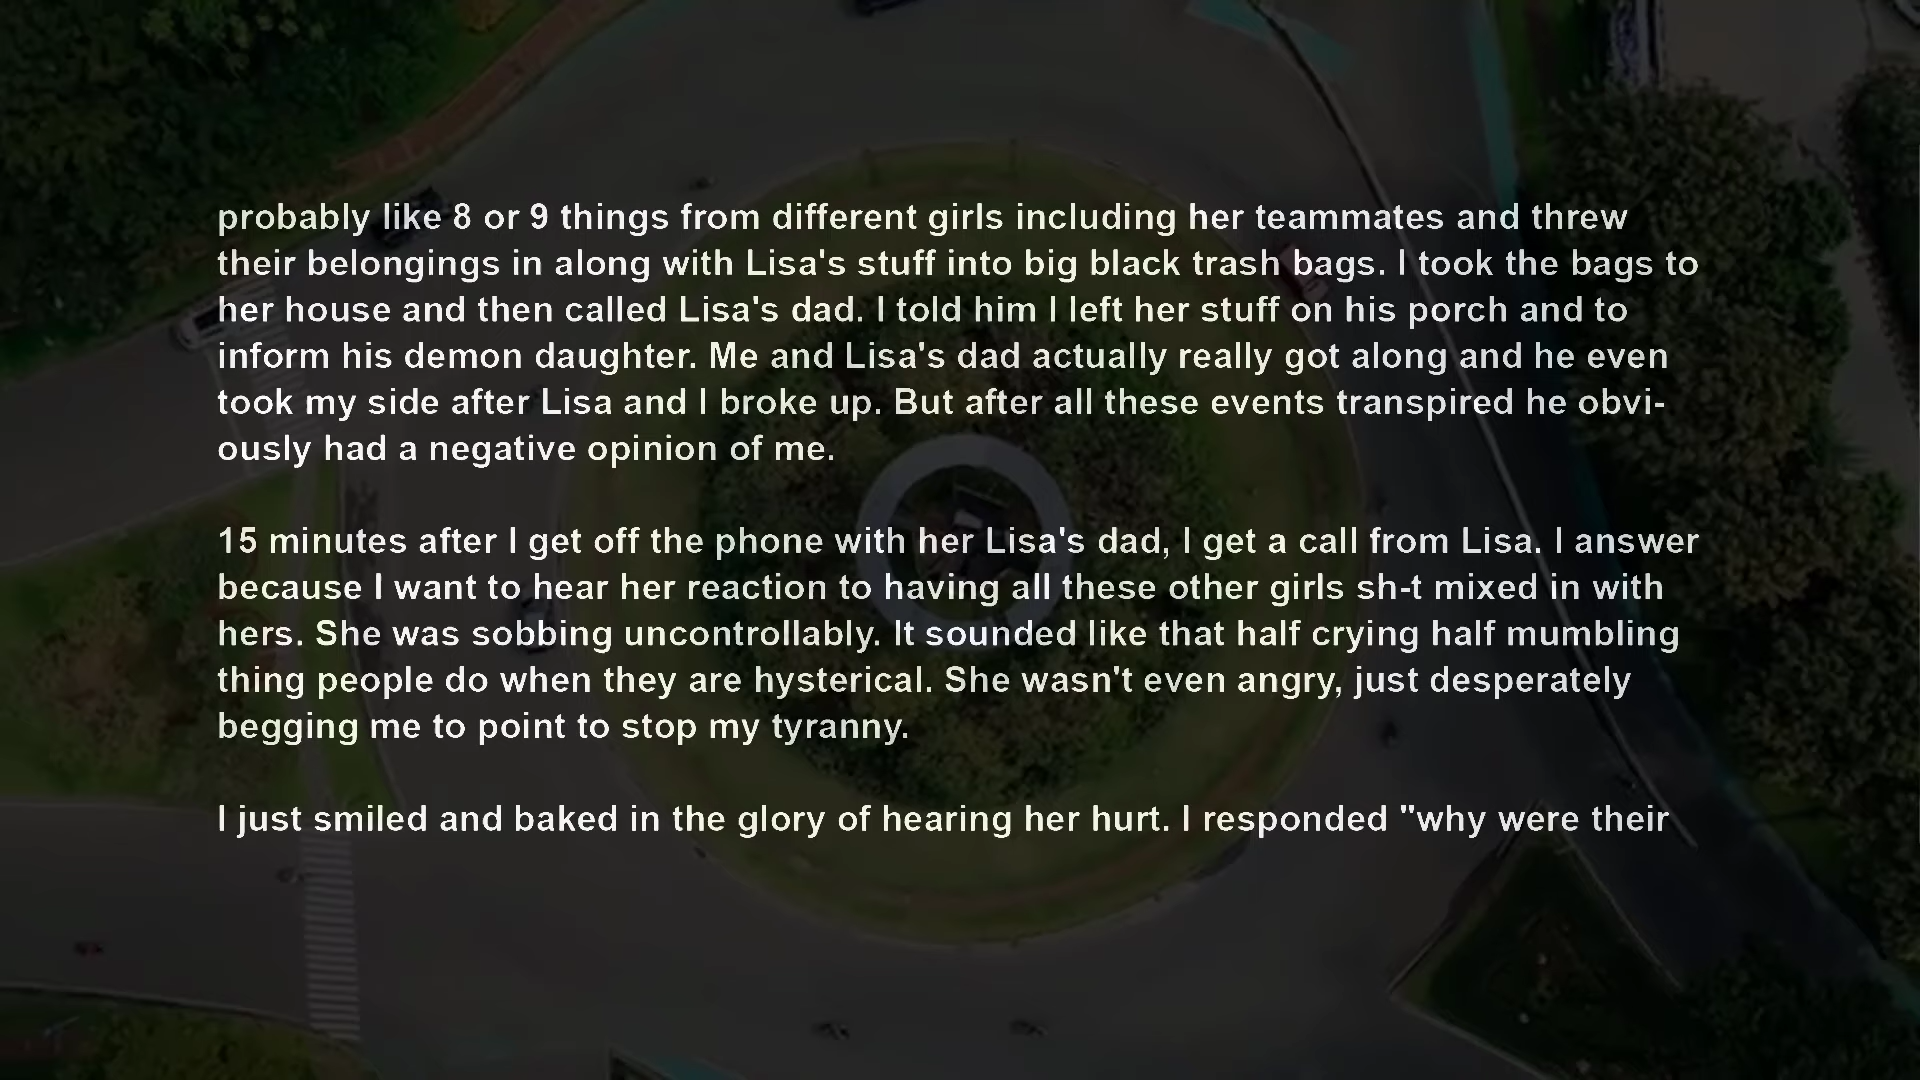 probably like 8 or 9 things from different girls including her teammates and threw
their belongings in along with Lisa's stuff into big black trash bags. I took the bags to
her house and then called Lisa's dad. I told him I left her stuff on his porch and to
inform his demon daughter. Me and Lisa's dad actually really got along and he even
took my side after Lisa and I broke up. But after all these events transpired he obvi-
ously had a negative opinion of me.
15 minutes after I get off the phone with her Lisa's dad, I get a call from Lisa. I answer
because I want to hear her reaction to having all these other girls sh-t mixed in with
hers. She was sobbing uncontrollably. It sounded like that half crying half mumbling
thing people do when they are hysterical. She wasn't even angry, just desperately
begging me to point to stop my tyranny.
I just smiled and baked in the glory of hearing her hurt. I responded "why were their